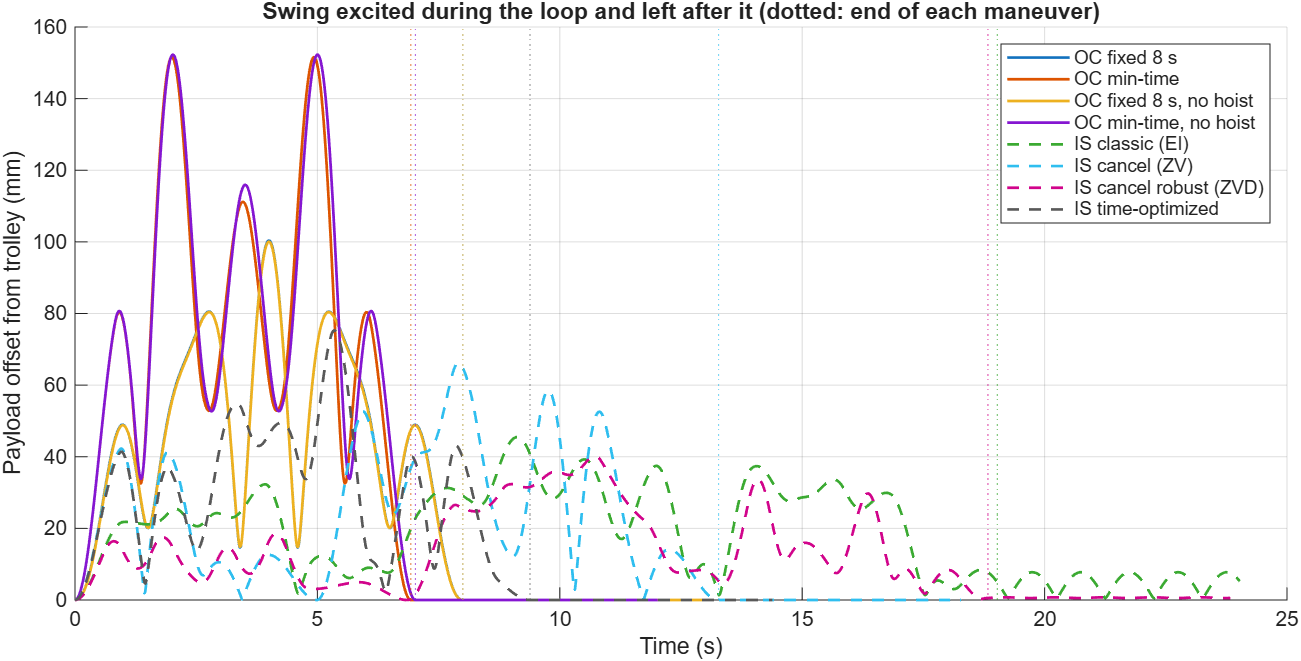 Swing excited during the loop and left after it (dotted: end of each maneuver)
Payload offset from trolley (mm)
160
140
120
100
80
60
40
20
0
OC fixed 8 s
OC min-time
OC fixed 8 s, no hoist
OC min-time, no hoist
IS classic (EI)
IS cancel (ZV)
IS cancel robust (ZVD)
IS time-optimized
0 5 10 15 20 25
Time (s)